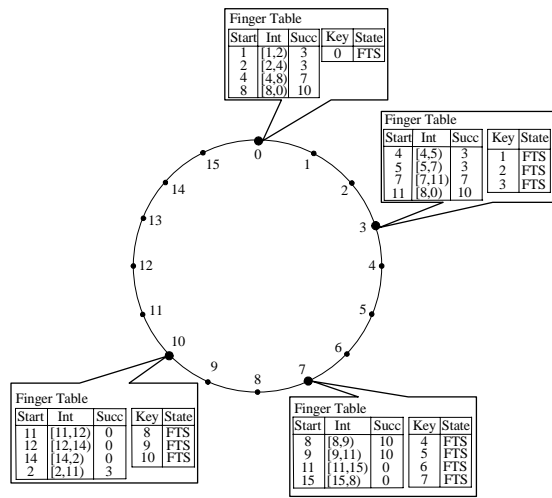 Finger Table
Start Int Succ Key State
1 [1,2) 3 0 FTS
2 [2,4) 3
4 [4,8) 7
8 [8,0) 10
Finger Table
Start Int Succ Key State
4 [4,5) 3 1 FTS
5 [5,7) 3 2 FTS
7 [7,11) 7 3 FTS
11 [8,0) 10
0
15 1
14 2
13 3
12 4
11 5
10 6
9 8 7
Finger Table
Start Int Succ Key State
11 [11,12) 0 8 FTS
12 [12,14) 0 9 FTS
14 [14,2) 0 10 FTS
2 [2,11) 3
Finger Table
Start Int Succ Key State
8 [8,9) 10 4 FTS
9 [9,11) 10 5 FTS
11 [11,15) 0 6 FTS
15 [15,8) 0 7 FTS